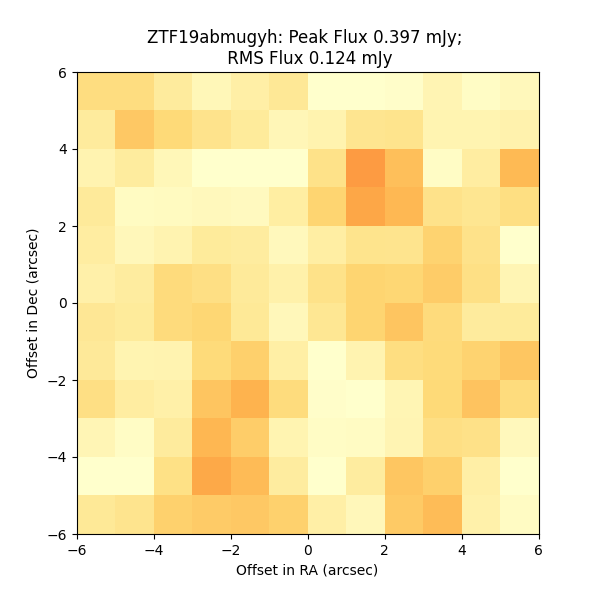 ZTF19abmugyh: Peak Flux 0.397 mJy;
RMS Flux 0.124 mJy
6
4
2
0
−2
−4
−6
Offset in Dec (arcsec)
−6 −4 −2 0 2 4 6
Offset in RA (arcsec)